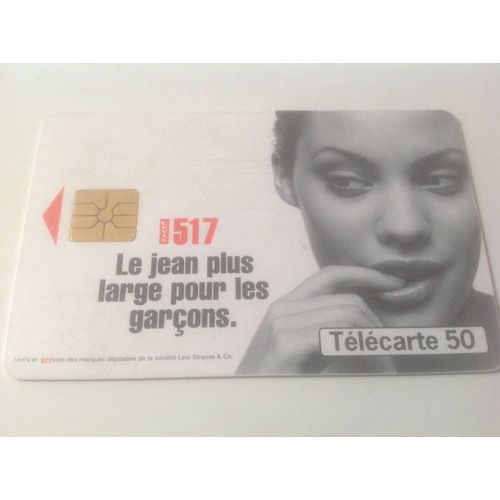 517
Le jean plus
large pour les
garçons.
Télécarte 50
Levi's et 517 sont des marques déposées de la société Levi Strauss & Co.